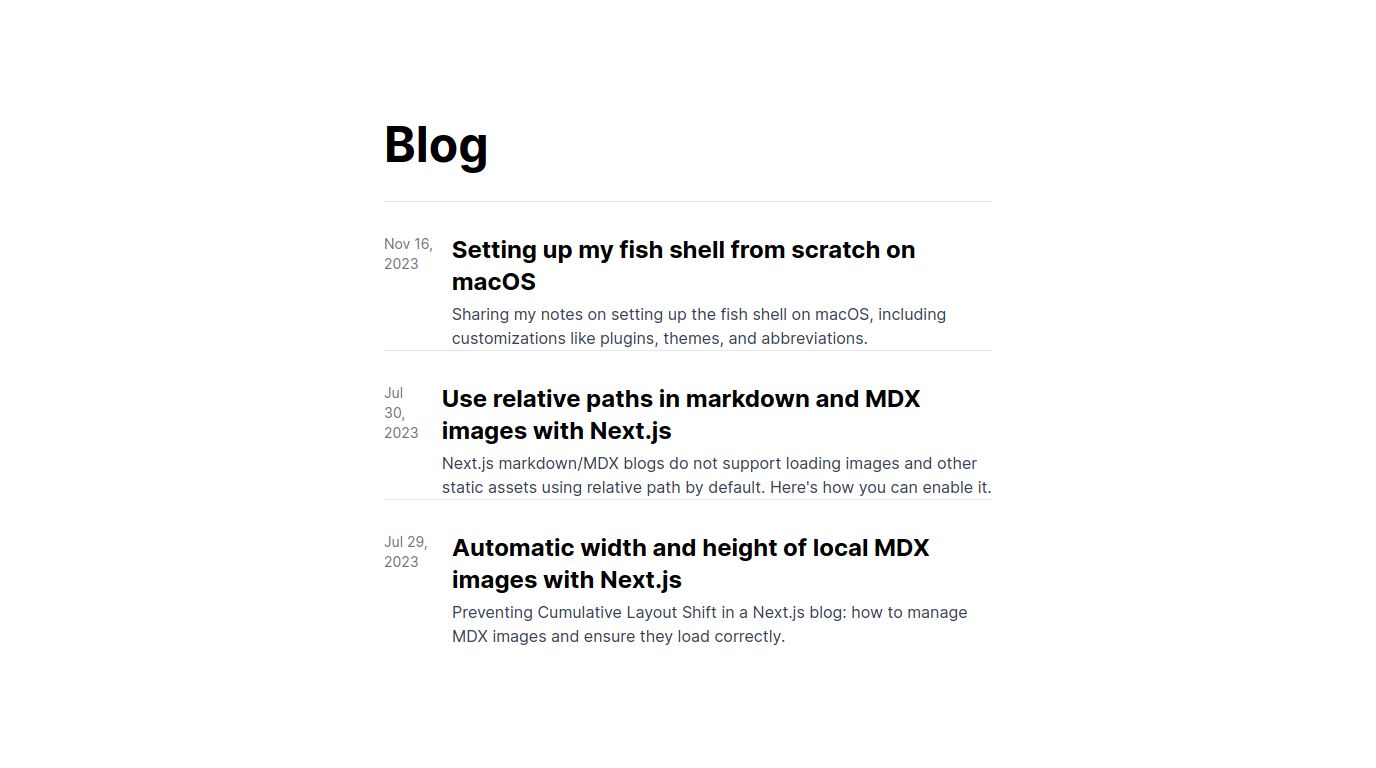 Blog
Nov 16,
2023
Setting up my fish shell from scratch on
macOS
Sharing my notes on setting up the fish shell on macOS, including
customizations like plugins, themes, and abbreviations.
Jul
30,
2023
Use relative paths in markdown and MDX
images with Next.js
Next.js markdown/MDX blogs do not support loading images and other
static assets using relative path by default. Here's how you can enable it.
Jul 29,
2023
Automatic width and height of local MDX
images with Next.js
Preventing Cumulative Layout Shift in a Next.js blog: how to manage
MDX images and ensure they load correctly.